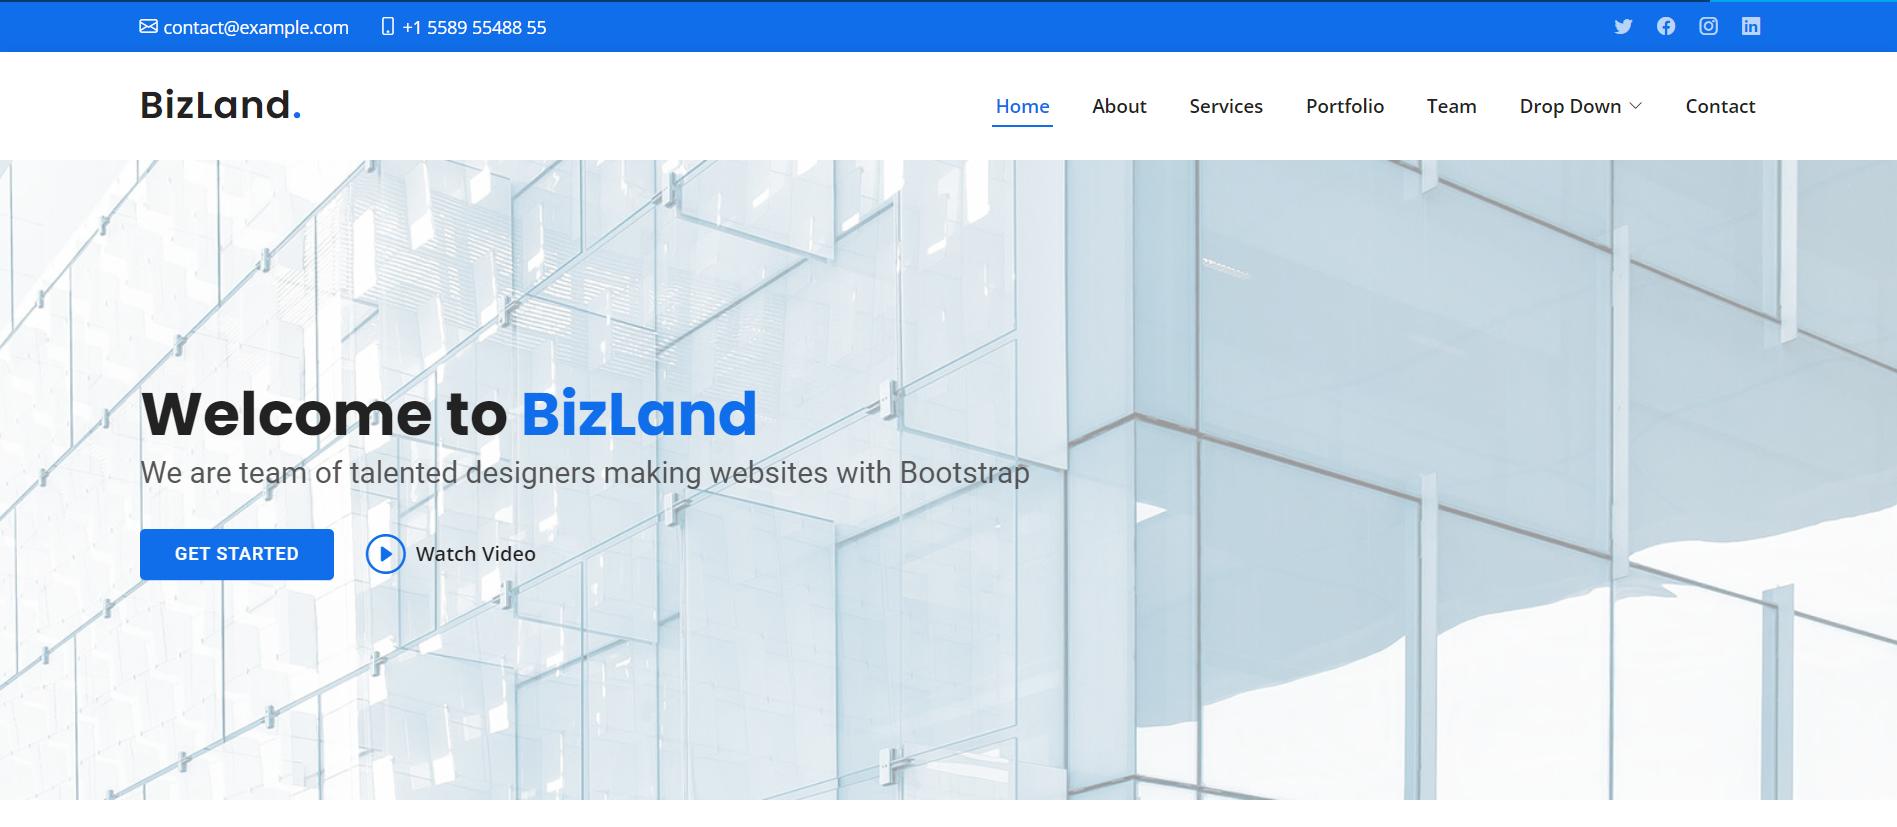 contact@example.com +1 5589 55488 55
BizLand.
Home About Services Portfolio Team Drop Down Contact
Welcome to BizLand
We are team of talented designers making websites with Bootstrap
GET STARTED Watch Video